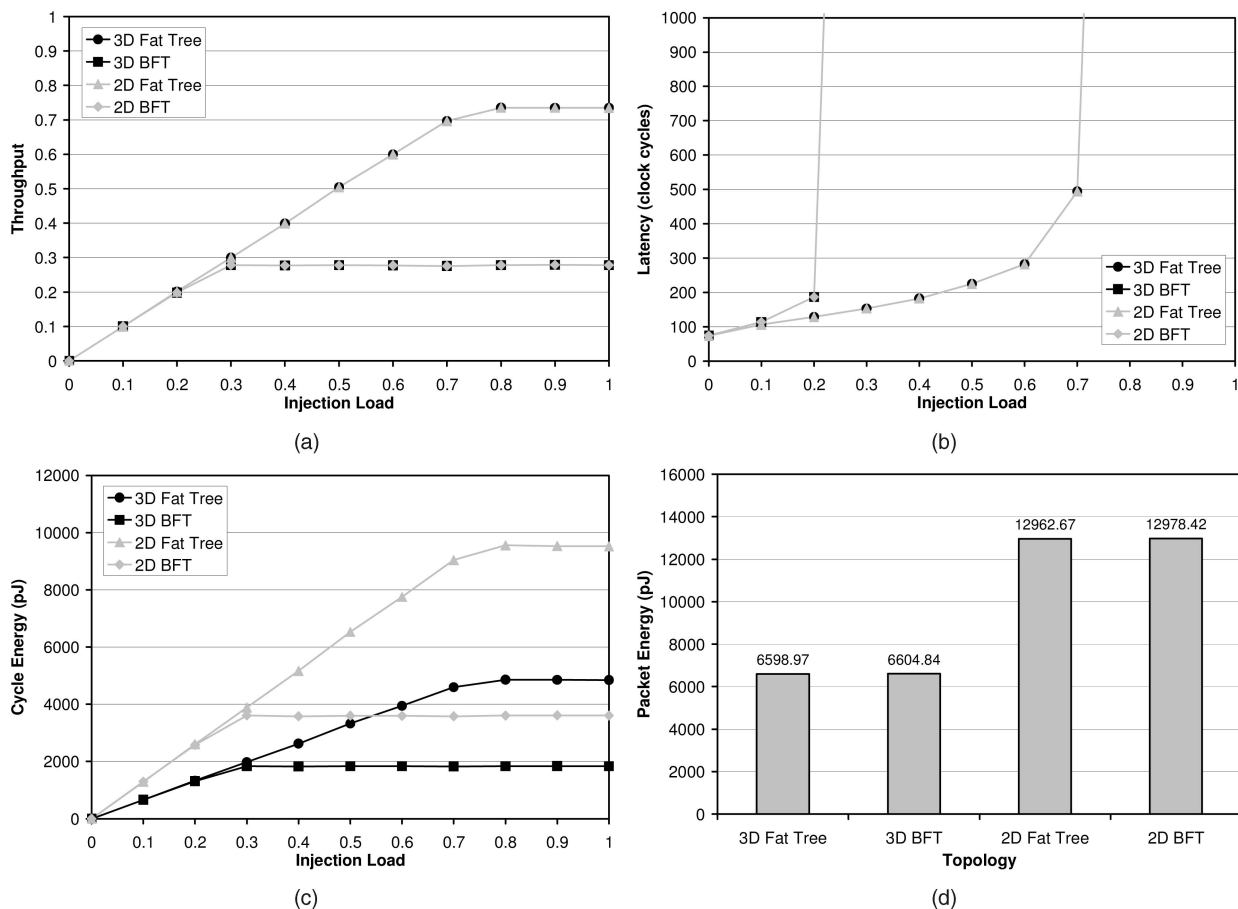 1
0.9
0.8
0.7
0.6
0.5
0.4
0.3
0.2
0.1
0
Throughput
3D Fat Tree
3D BFT
2D Fat Tree
2D BFT
0 0.1 0.2 0.3 0.4 0.5 0.6 0.7 0.8 0.9 1
Injection Load
(a)
1000
900
800
700
600
500
400
300
200
100
0
Latency (clock cycles)
3D Fat Tree
3D BFT
2D Fat Tree
2D BFT
0 0.1 0.2 0.3 0.4 0.5 0.6 0.7 0.8 0.9 1
Injection Load
(b)
12000
10000
8000
6000
4000
2000
0
Cycle Energy (pJ)
3D Fat Tree
3D BFT
2D Fat Tree
2D BFT
0 0.1 0.2 0.3 0.4 0.5 0.6 0.7 0.8 0.9 1
Injection Load
(c)
16000
14000
12000
10000
8000
6000
4000
2000
0
Packet Energy (pJ)
6598.97
6604.84
12962.67
12978.42
3D Fat Tree 3D BFT 2D Fat Tree 2D BFT
Topology
(d)